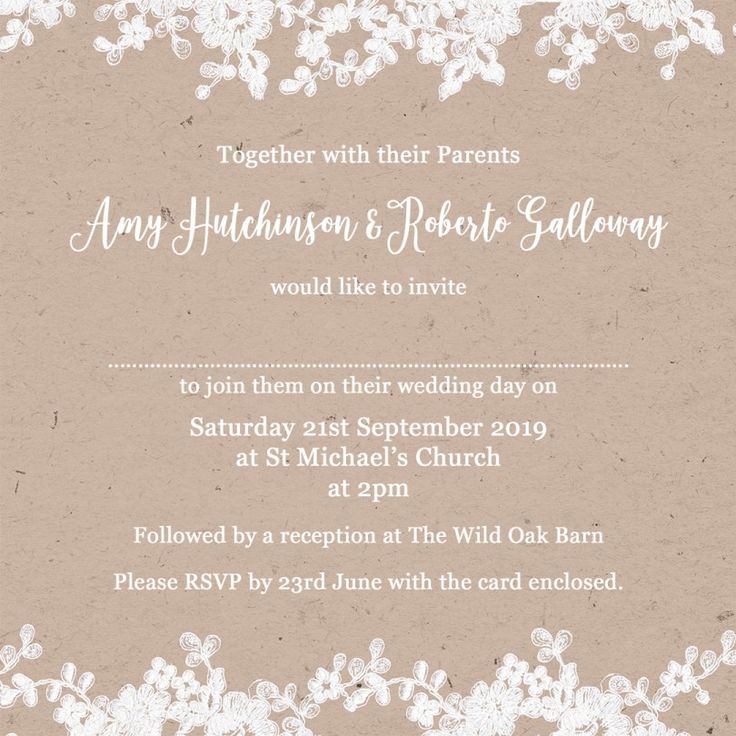 Together with their Parents
Amy Hutchinson & Roberto Galloway
would like to invite
.......................................................................................
to join them on their wedding day on
Saturday 21st September 2019
at St Michael’s Church
at 2pm
Followed by a reception at The Wild Oak Barn
Please RSVP by 23rd June with the card enclosed.